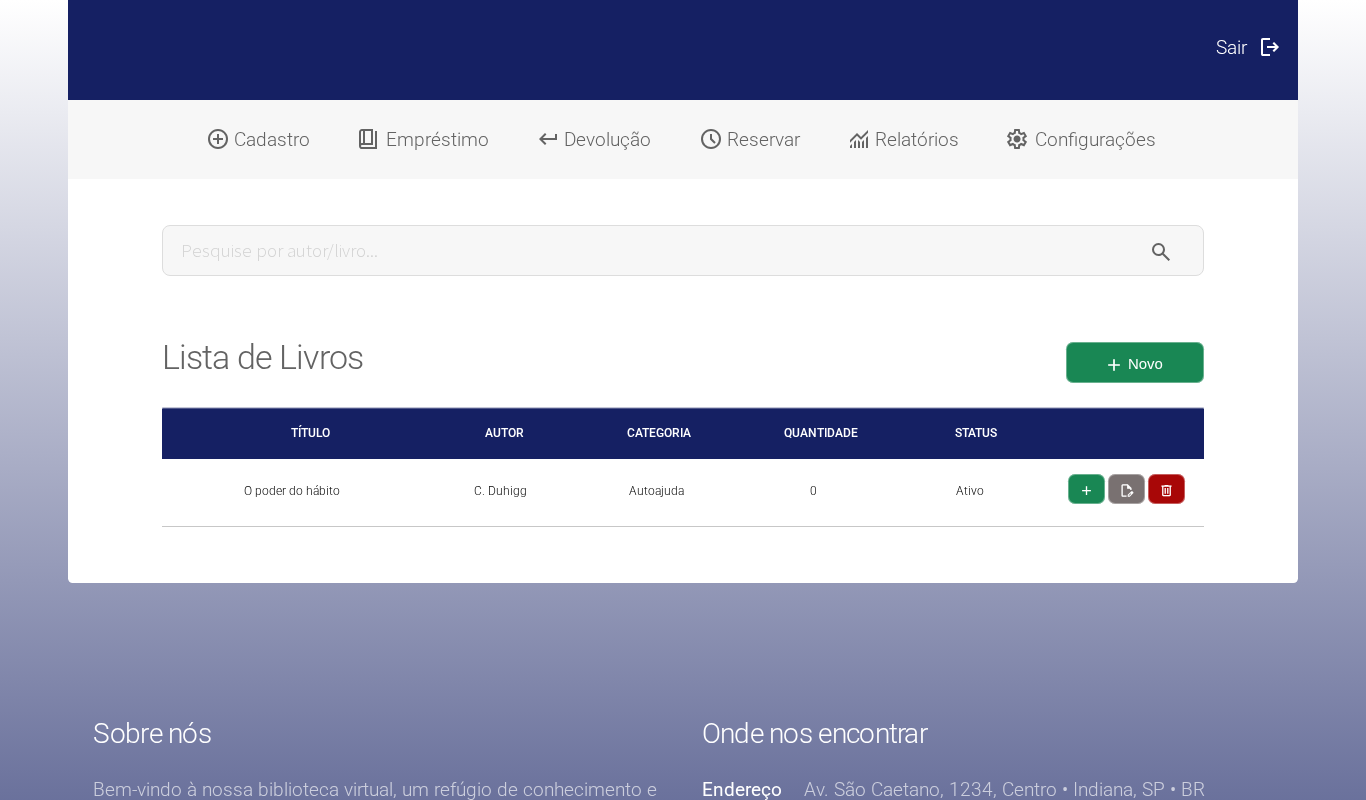 Sair
Cadastro Empréstimo Devolução Reservar Relatórios Configurações
Pesquise por autor/livro...
Lista de Livros
Novo
TÍTULO AUTOR CATEGORIA QUANTIDADE STATUS
O poder do hábito C. Duhigg Autoajuda 0 Ativo
Sobre nós
Bem-vindo à nossa biblioteca virtual, um refúgio de conhecimento e
Onde nos encontrar
Endereço Av. São Caetano, 1234, Centro • Indiana, SP • BR